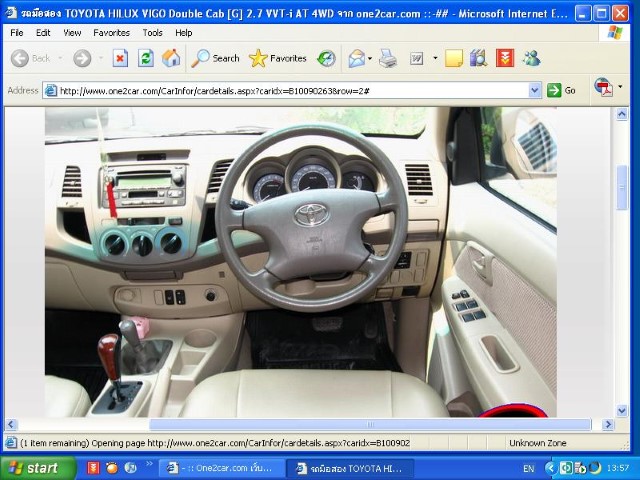 รถมือสอง TOYOTA HILUX VIGO Double Cab [G] 2.7 VVT-i AT 4WD จาก one2car.com ::-## - Microsoft Internet E...
File Edit View Favorites Tools Help
Back Search Favorites
Address http://www.one2car.com/CarInfor/cardetails.aspx?caridx=B10090263&row=2# Go
(1 item remaining) Opening page http://www.one2car.com/CarInfor/cardetails.aspx?caridx=B100902 Unknown Zone
start - :: One2car.com เว็บ... รถมือสอง TOYOTA HI... EN 13:57